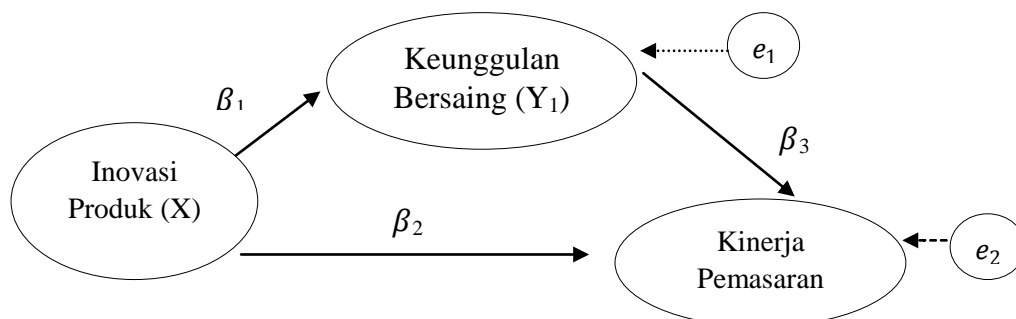 e₁
Keunggulan
Bersaing (Y₁)
β₁
β₃
Inovasi
Produk (X)
β₂
Kinerja
Pemasaran
e₂